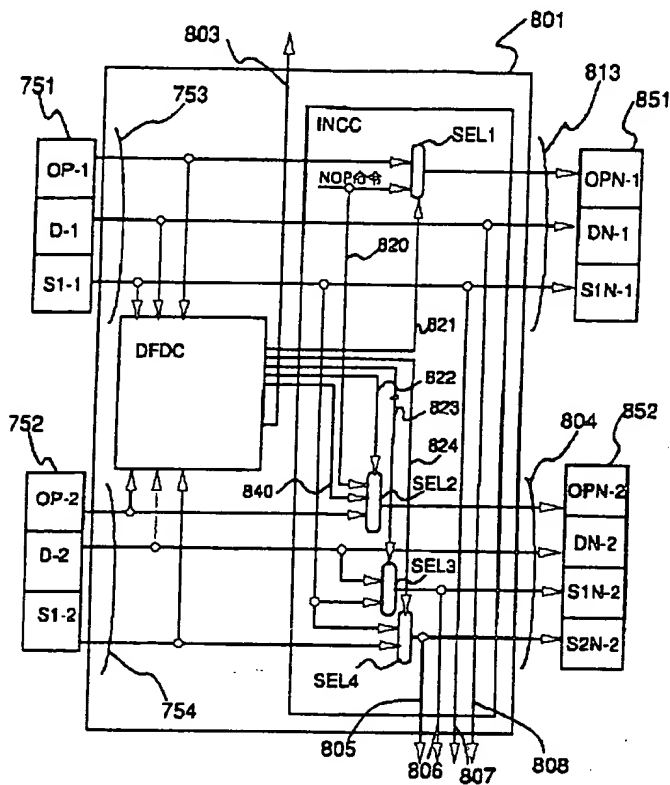 803
801
751
753
813
851
INCC
SEL1
OP-1
NOP命令
OPN-1
D-1
820
DN-1
S1-1
S1N-1
821
DFDC
822
823
752
824
804
852
840
SEL2
OP-2
OPN-2
D-2
DN-2
SEL3
S1N-2
S1-2
S2N-2
SEL4
754
805
806
807
808